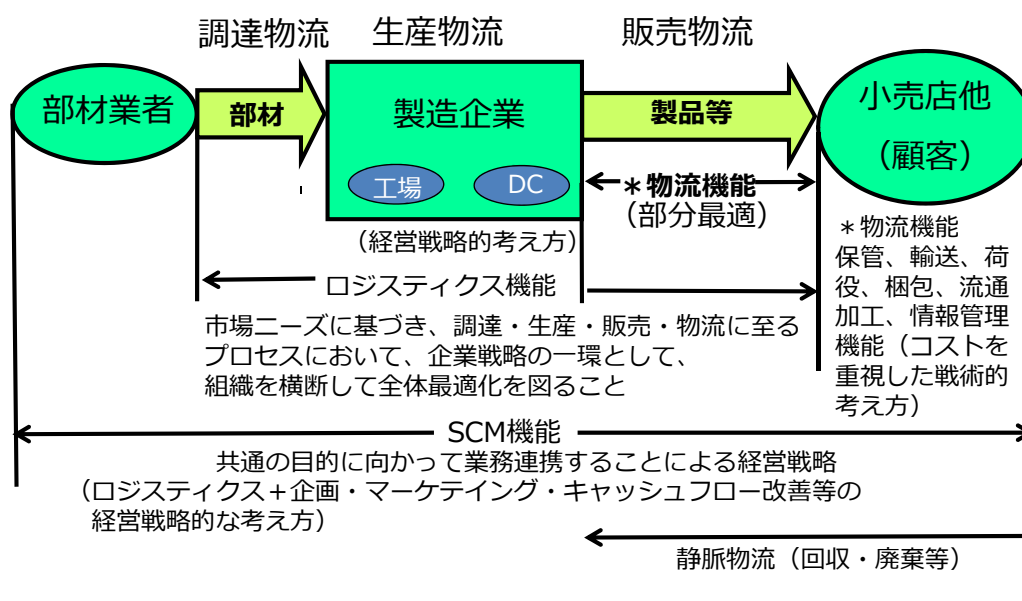 調達物流 生産物流 販売物流
部材業者
部材
製造企業
工場
DC
製品等
小売店他
（顧客）
＊物流機能
（部分最適）
（経営戦略的考え方）
ロジスティクス機能
市場ニーズに基づき、調達・生産・販売・物流に至る
プロセスにおいて、企業戦略の一環として、
組織を横断して全体最適化を図ること
＊物流機能
保管、輸送、荷
役、梱包、流通
加工、情報管理
機能（コストを
重視した戦術的
考え方）
SCM機能
共通の目的に向かって業務連携することによる経営戦略
（ロジスティクス＋企画・マーケテイング・キャッシュフロー改善等の
経営戦略的な考え方）
静脈物流（回収・廃棄等）